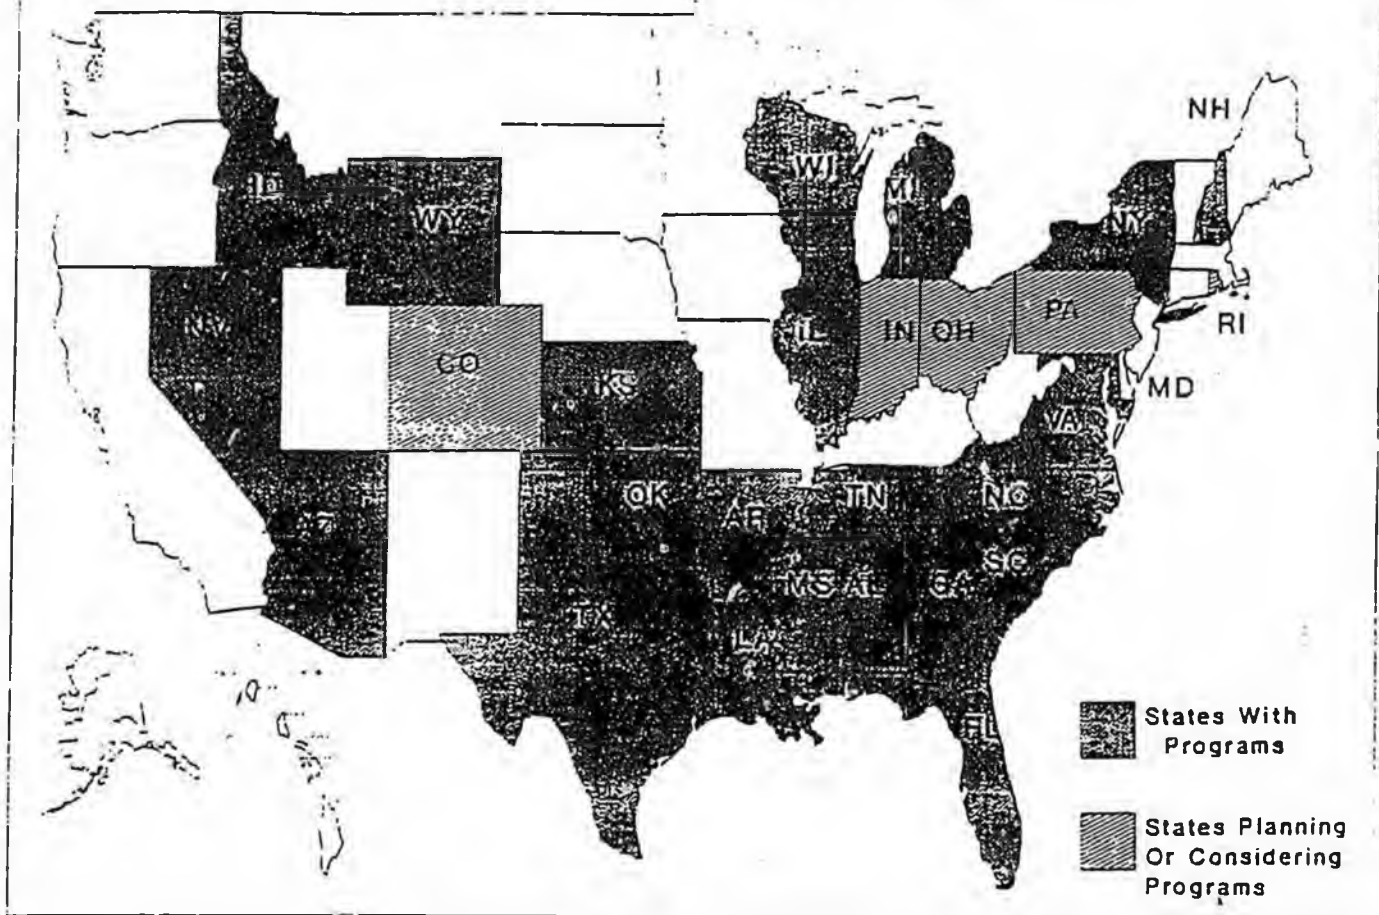 NH
WI
MI
ID
WY
NY
NV
IL
IN
OH
PA
RI
CO
KS
MD
VA
OK
AR
TN
NC
MS
AL
GA
SC
TX
LA
FL
States With
Programs
States Planning
Or Considering
Programs